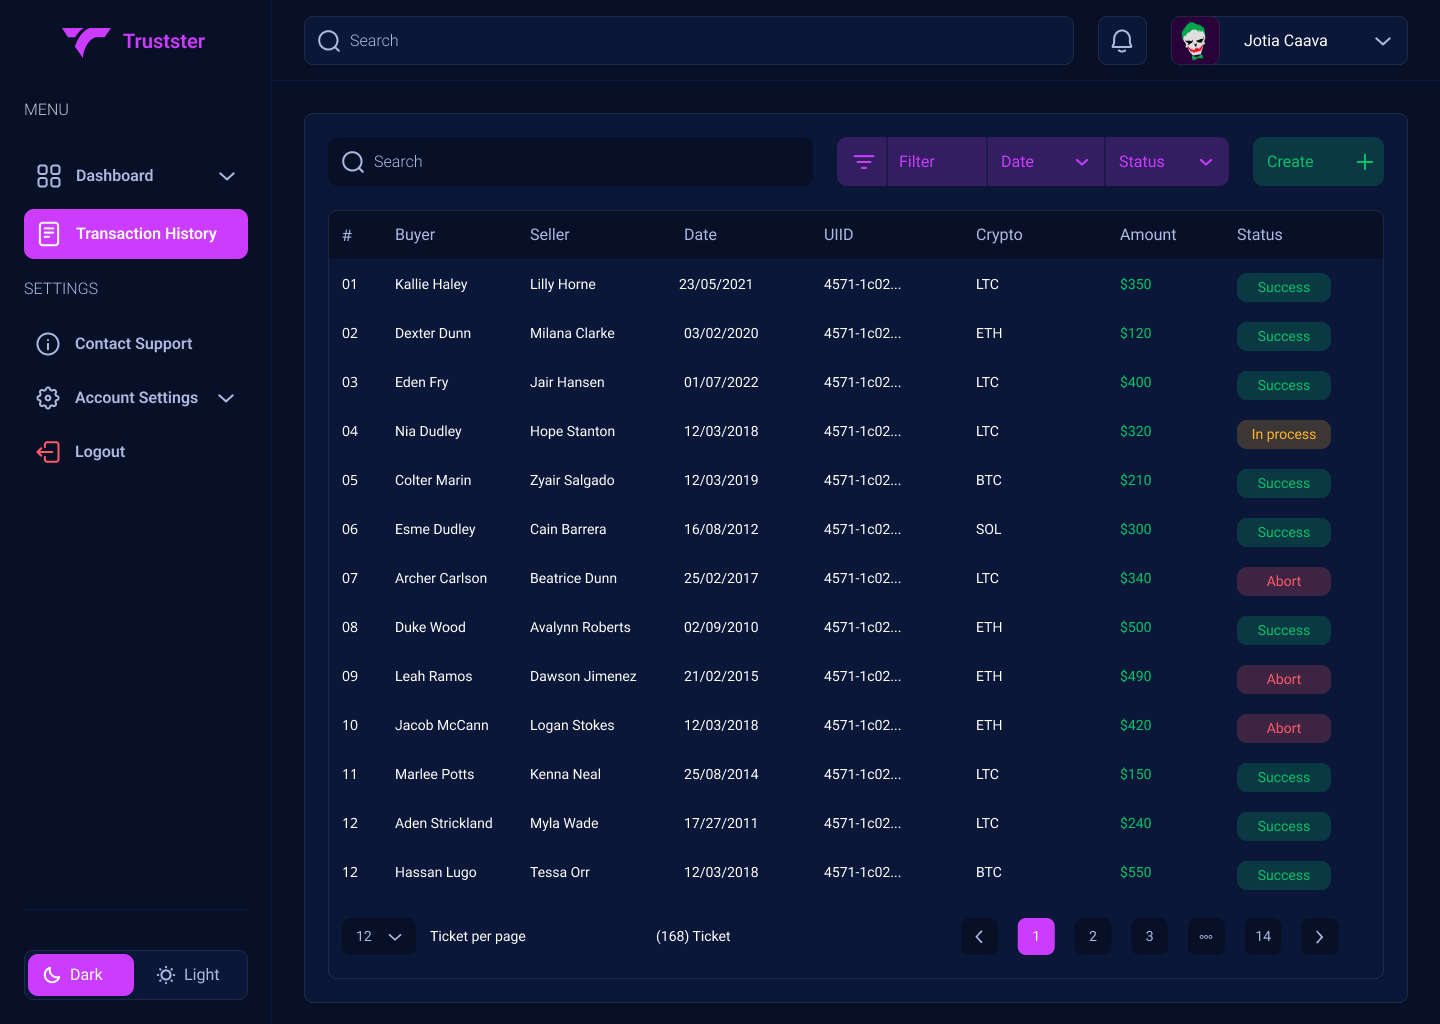 Trustster
Search
Jotia Caava
MENU
Dashboard
Transaction History
SETTINGS
Contact Support
Account Settings
Logout
Dark Light
Search
Filter Date Status
Create
# Buyer Seller Date UIID Crypto Amount Status
01 Kallie Haley Lilly Horne 23/05/2021 4571-1c02... LTC $350 Success
02 Dexter Dunn Milana Clarke 03/02/2020 4571-1c02... ETH $120 Success
03 Eden Fry Jair Hansen 01/07/2022 4571-1c02... LTC $400 Success
04 Nia Dudley Hope Stanton 12/03/2018 4571-1c02... LTC $320 In process
05 Colter Marin Zyair Salgado 12/03/2019 4571-1c02... BTC $210 Success
06 Esme Dudley Cain Barrera 16/08/2012 4571-1c02... SOL $300 Success
07 Archer Carlson Beatrice Dunn 25/02/2017 4571-1c02... LTC $340 Abort
08 Duke Wood Avalynn Roberts 02/09/2010 4571-1c02... ETH $500 Success
09 Leah Ramos Dawson Jimenez 21/02/2015 4571-1c02... ETH $490 Abort
10 Jacob McCann Logan Stokes 12/03/2018 4571-1c02... ETH $420 Abort
11 Marlee Potts Kenna Neal 25/08/2014 4571-1c02... LTC $150 Success
12 Aden Strickland Myla Wade 17/27/2011 4571-1c02... LTC $240 Success
12 Hassan Lugo Tessa Orr 12/03/2018 4571-1c02... BTC $550 Success
12 Ticket per page (168) Ticket 1 2 3 ... 14